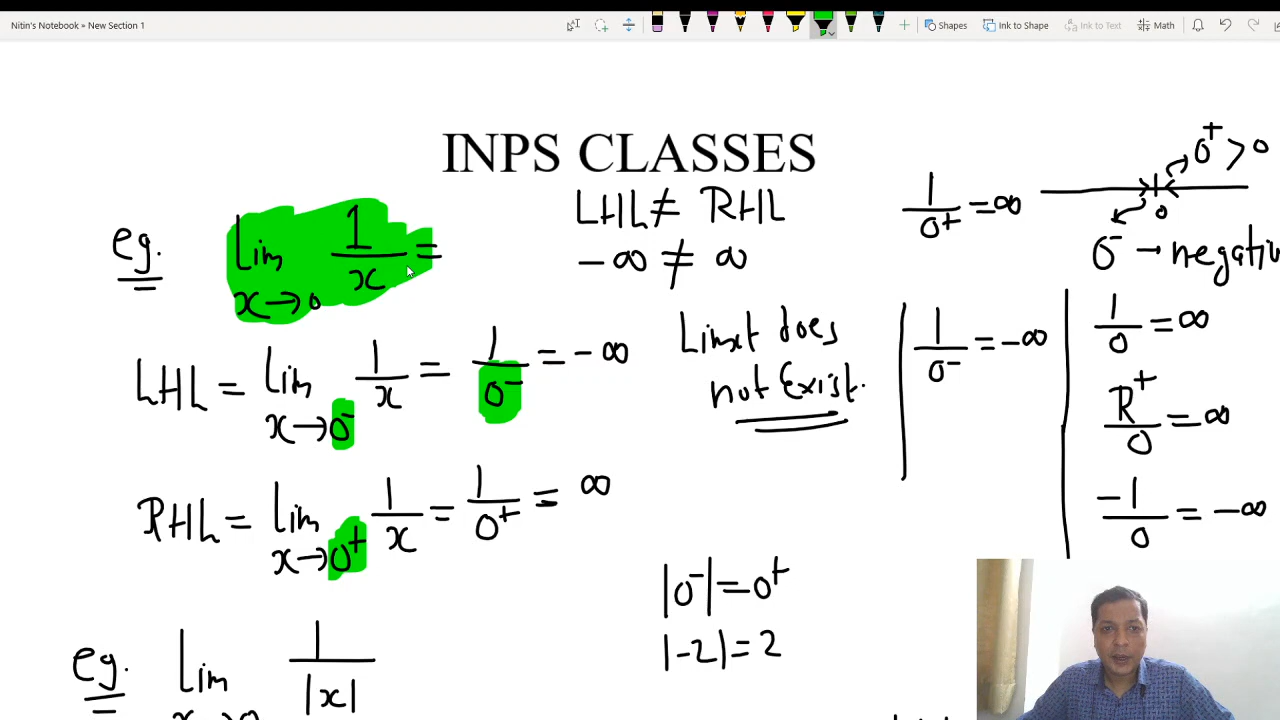 Nitin's Notebook » New Section 1
Shapes Ink to Shape Ink to Text Math
INPS CLASSES
eg. lim x→0 1/x =
LHL ≠ RHL
-∞ ≠ ∞
Limit does
not Exist.
LHL = lim x→0⁻ 1/x = 1/0⁻ = -∞
RHL = lim x→0⁺ 1/x = 1/0⁺ = ∞
1/0⁺ = ∞
0⁺ > 0
0
0⁻ → negative
1/0⁻ = -∞
1/0 = ∞
R⁺/0 = ∞
-1/0 = -∞
|0⁻| = 0⁺
|-2| = 2
eg. lim x→0 1/|x|